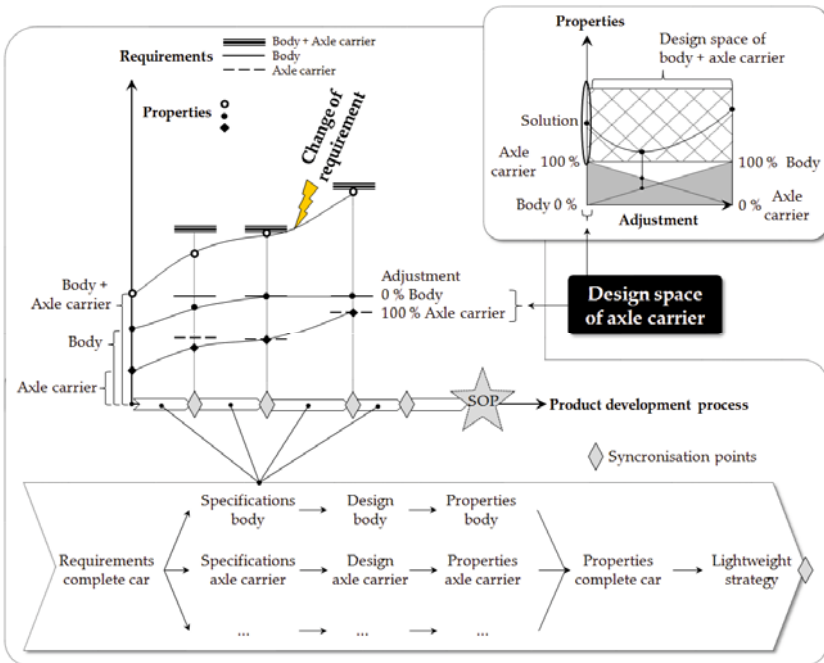 Requirements
Body + Axle carrier
Body
Axle carrier
Properties
Change of
requirement
Body +
Axle carrier
Body
Axle carrier
Adjustment
0 % Body
100 % Axle carrier
Properties
Design space of
body + axle carrier
Solution
Axle
carrier
100 %
100 % Body
Body 0 %
0 % Axle
carrier
Adjustment
Design space
of axle carrier
SOP
Product development process
Syncronisation points
Requirements
complete car
Specifications
body
Design
body
Properties
body
Specifications
axle carrier
Design
axle carrier
Properties
axle carrier
Properties
complete car
Lightweight
strategy
...
...
...